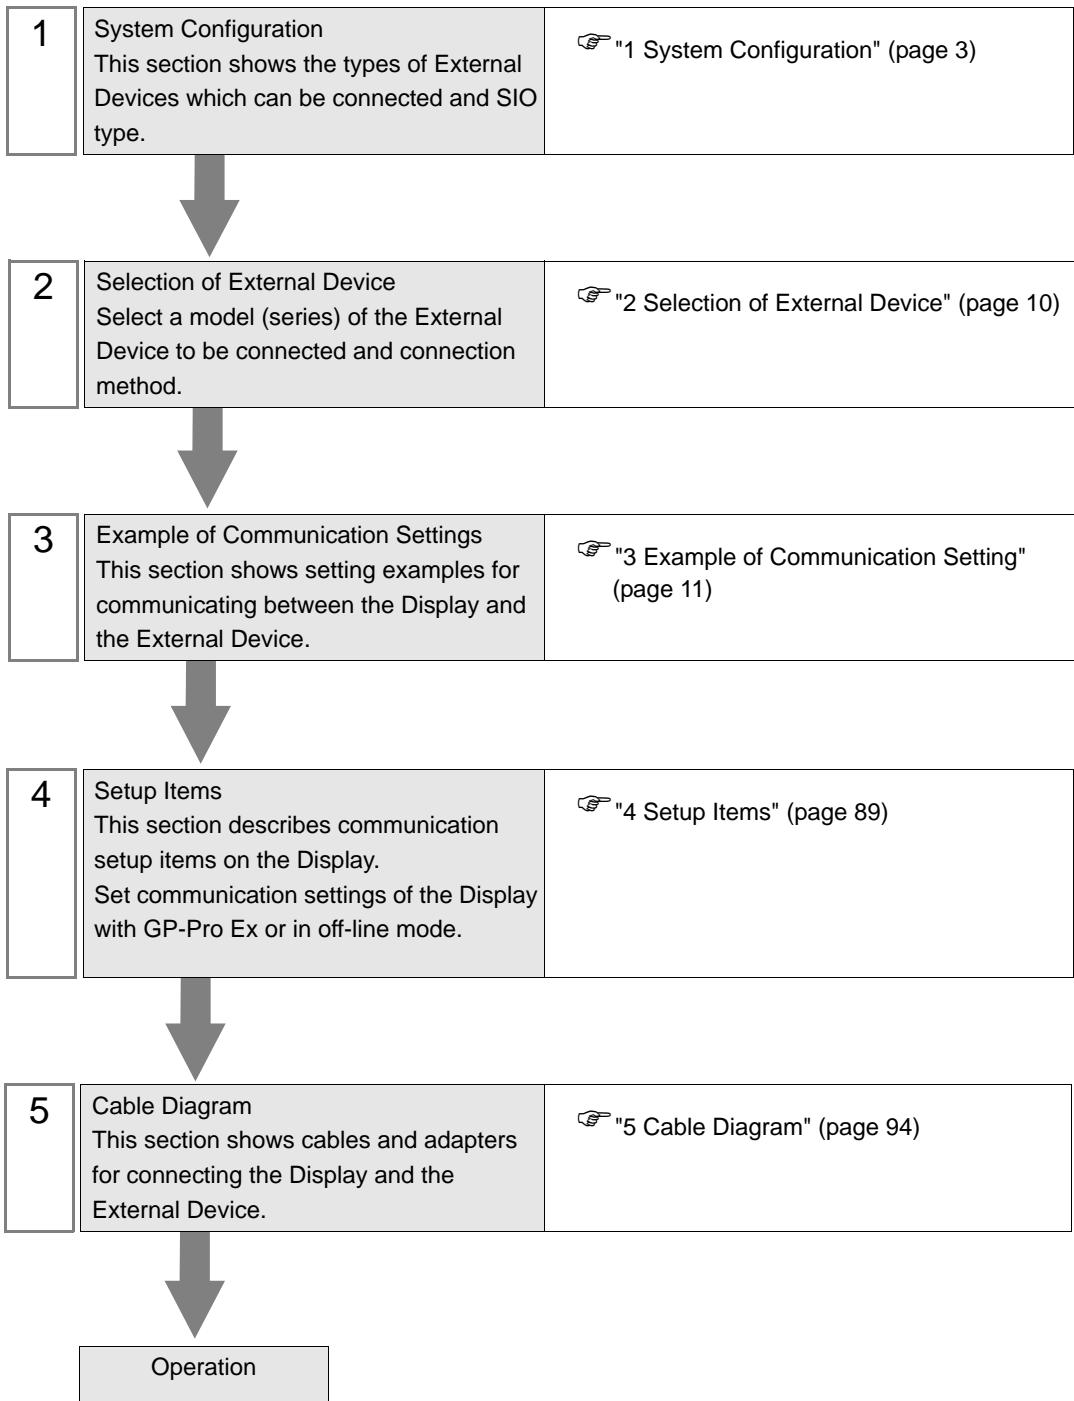 1
System Configuration
This section shows the types of External
Devices which can be connected and SIO
type.
"1 System Configuration" (page 3)
2
Selection of External Device
Select a model (series) of the External
Device to be connected and connection
method.
"2 Selection of External Device" (page 10)
3
Example of Communication Settings
This section shows setting examples for
communicating between the Display and
the External Device.
"3 Example of Communication Setting"
(page 11)
4
Setup Items
This section describes communication
setup items on the Display.
Set communication settings of the Display
with GP-Pro Ex or in off-line mode.
"4 Setup Items" (page 89)
5
Cable Diagram
This section shows cables and adapters
for connecting the Display and the
External Device.
"5 Cable Diagram" (page 94)
Operation